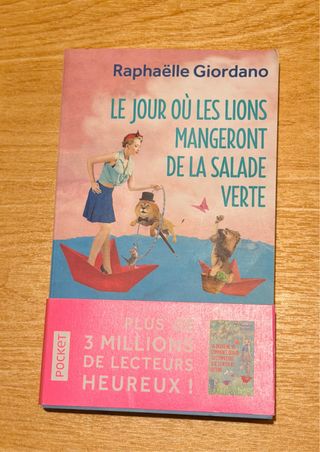 Raphaëlle Giordano
LE JOUR OÙ LES LIONS
MANGERONT
DE LA SALADE
VERTE
POCKET
PLUS DE
3 MILLIONS
DE LECTEURS
HEUREUX !